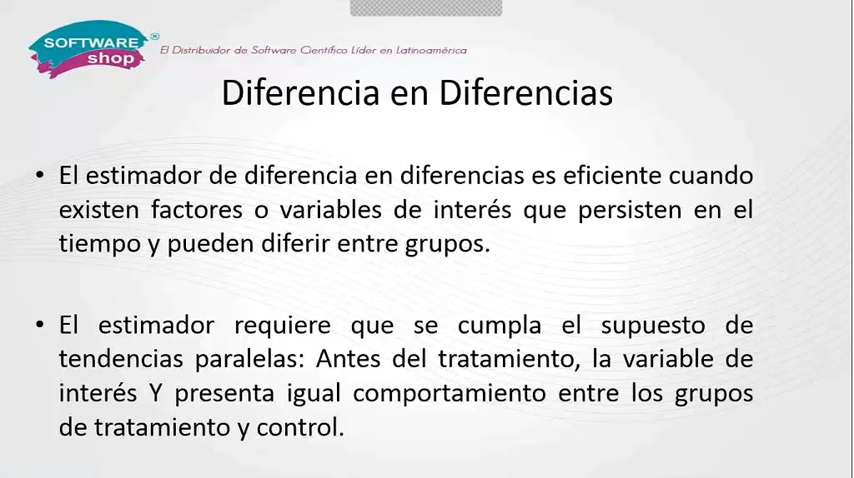 SOFTWARE
shop
®
El Distribuidor de Software Científico Líder en Latinoamérica
Diferencia en Diferencias
• El estimador de diferencia en diferencias es eficiente cuando
existen factores o variables de interés que persisten en el
tiempo y pueden diferir entre grupos.
• El estimador requiere que se cumpla el supuesto de
tendencias paralelas: Antes del tratamiento, la variable de
interés Y presenta igual comportamiento entre los grupos
de tratamiento y control.